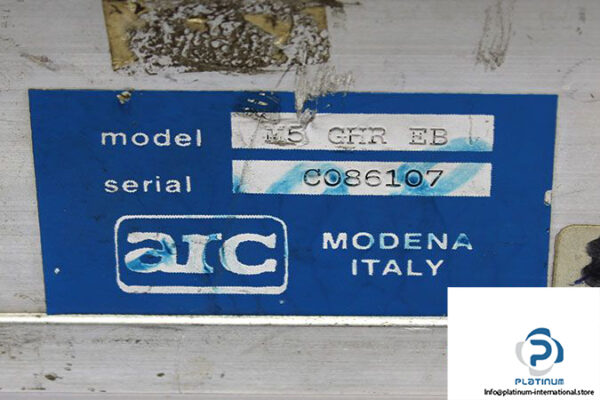 model M5 GHR EB
serial C086107
arc
MODENA
ITALY
PLATINUM
info@platinum-international.store